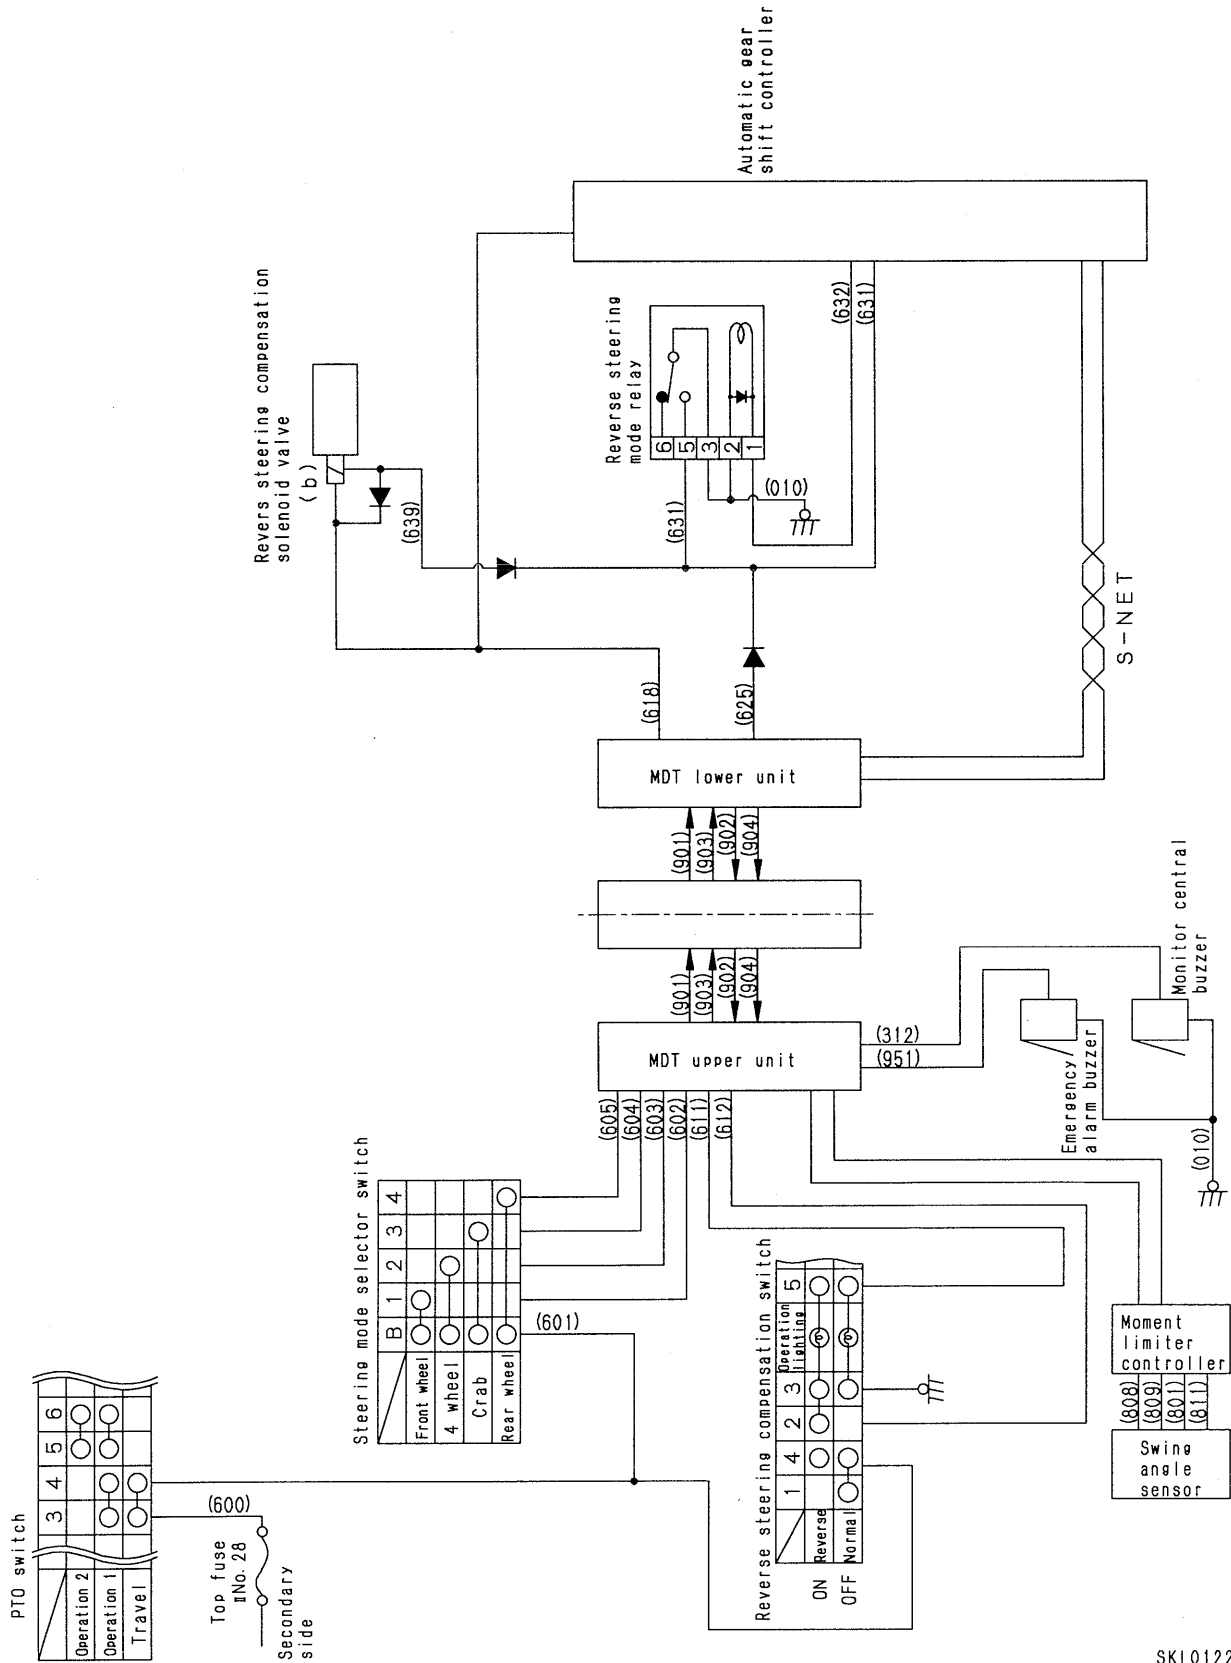 PTO switch
3
4
5
6
Operation 2
Operation 1
Travel
(600)
Top fuse
ⅡNo. 28
Secondary
side
Steering mode selector switch
B
1
2
3
4
Front wheel
4 wheel
Crab
Rear wheel
(601)
(605)
(604)
(603)
(602)
(611)
(612)
Reverse steering compensation switch
1
4
2
3
Operation
lighting
5
ON
Reverse
OFF
Normal
Swing
angle
sensor
(808)
(809)
(801)
(811)
Moment
limiter
controller
MDT upper unit
(312)
(951)
Emergency
alarm buzzer
Monitor central
buzzer
(010)
(901)
(903)
(902)
(904)
(901)
(903)
(902)
(904)
MDT lower unit
(618)
(625)
S-NET
Revers steering compensation
solenoid valve
(b)
(639)
(631)
Reverse steering
mode relay
6
5
3
2
1
(010)
(632)
(631)
Automatic gear
shift controller
SKL0122